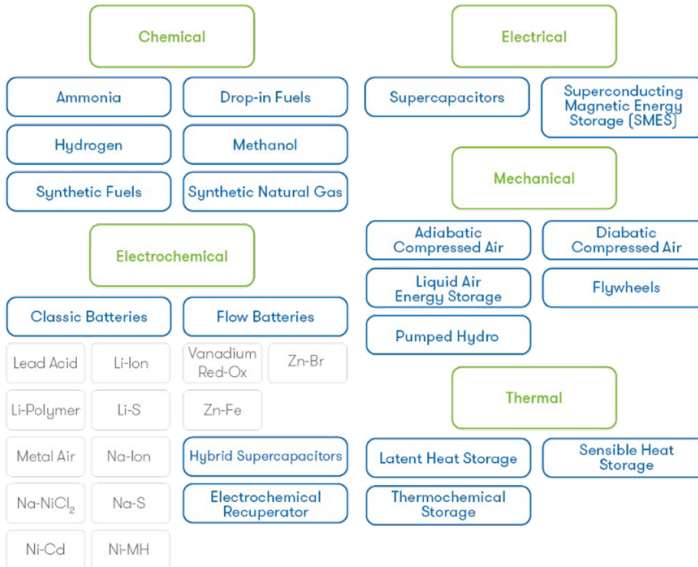 Chemical
Ammonia
Drop-in Fuels
Hydrogen
Methanol
Synthetic Fuels
Synthetic Natural Gas
Electrochemical
Classic Batteries
Flow Batteries
Lead Acid
Li-Ion
Vanadium
Red-Ox
Zn-Br
Li-Polymer
Li-S
Zn-Fe
Metal Air
Na-Ion
Hybrid Supercapacitors
Na-NiCl₂
Na-S
Electrochemical
Recuperator
Ni-Cd
Ni-MH
Electrical
Supercapacitors
Superconducting
Magnetic Energy
Storage (SMES)
Mechanical
Adiabatic
Compressed Air
Diabatic
Compressed Air
Liquid Air
Energy Storage
Flywheels
Pumped Hydro
Thermal
Latent Heat Storage
Sensible Heat
Storage
Thermochemical
Storage